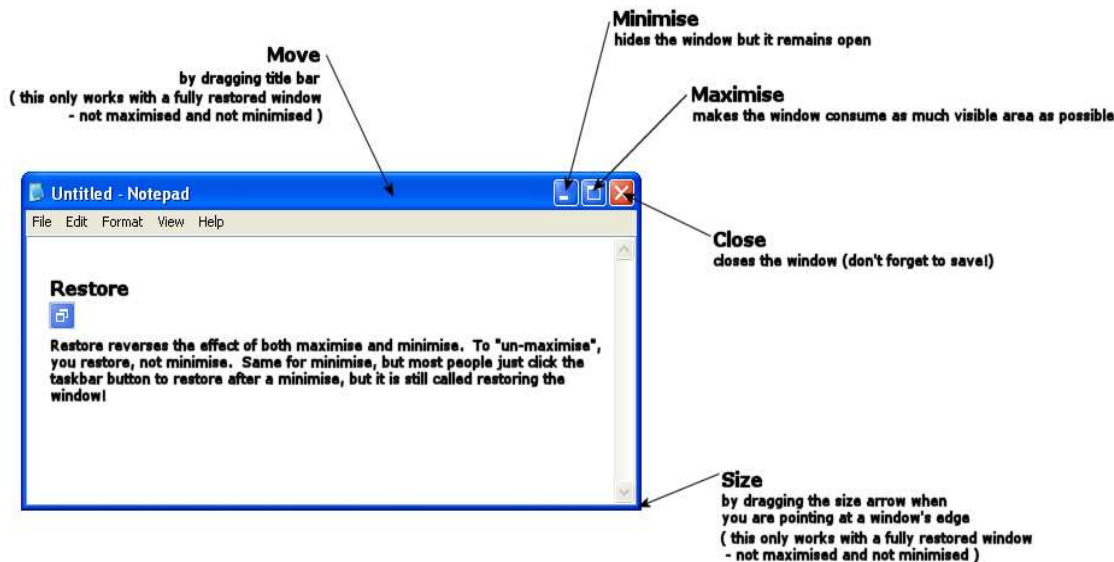 Minimise
hides the window but it remains open
Move
by dragging title bar
( this only works with a fully restored window
- not maximised and not minimised )
Maximise
makes the window consume as much visible area as possible
Untitled - Notepad
File Edit Format View Help
Close
closes the window (don't forget to save!)
Restore
Restore reverses the effect of both maximise and minimise. To "un-maximise",
you restore, not minimise. Same for minimise, but most people just click the
taskbar button to restore after a minimise, but it is still called restoring the
window!
Size
by dragging the size arrow when
you are pointing at a window's edge
( this only works with a fully restored window
- not maximised and not minimised )